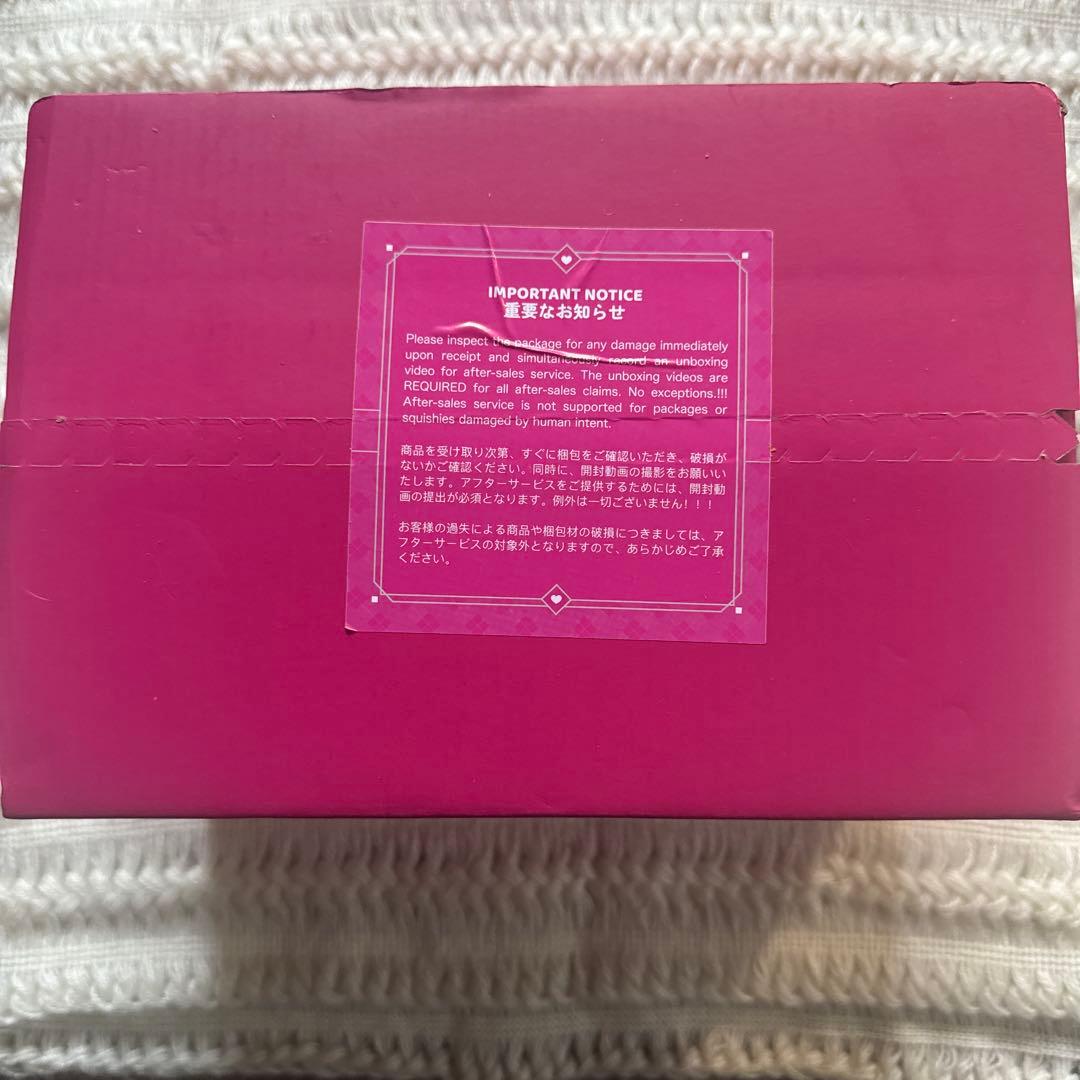 IMPORTANT NOTICE
重要なお知らせ
Please inspect the package for any damage immediately
upon receipt and simultaneously record an unboxing
video for after-sales service. The unboxing videos are
REQUIRED for all after-sales claims. No exceptions.!!!
After-sales service is not supported for packages or
squishies damaged by human intent.
商品を受け取り次第、すぐに梱包をご確認いただき、破損が
ないかご確認ください。同時に、開封動画の撮影をお願いい
たします。アフターサービスをご提供するためには、開封動
画の提出が必須となります。例外は一切ございません！！！
お客様の過失による商品や梱包材の破損につきましては、ア
フターサービスの対象外となりますので、あらかじめご了承
ください。